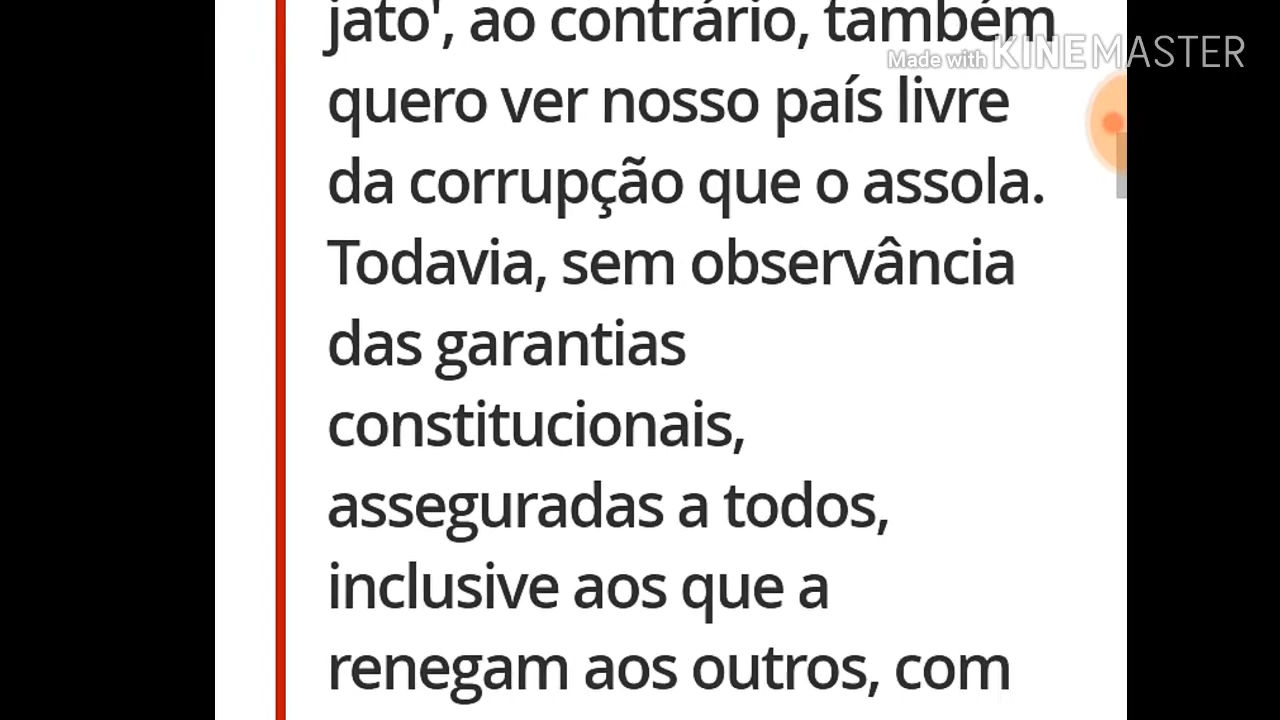 jato', ao contrário, também
Made with KINEMASTER
quero ver nosso país livre
da corrupção que o assola.
Todavia, sem observância
das garantias
constitucionais,
asseguradas a todos,
inclusive aos que a
renegam aos outros, com